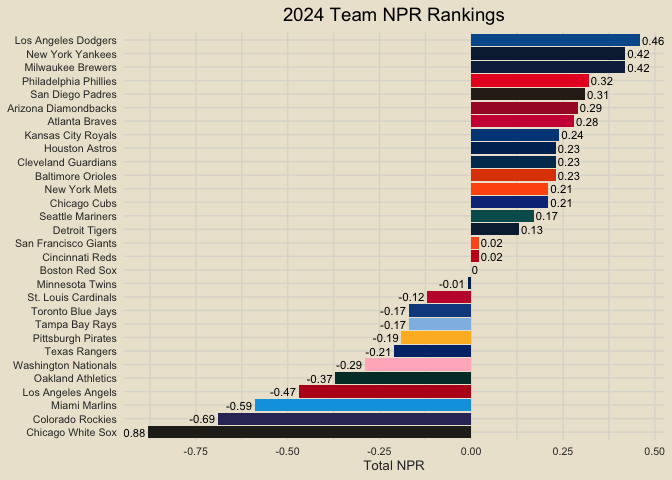 2024 Team NPR Rankings
Los Angeles Dodgers 0.46
New York Yankees 0.42
Milwaukee Brewers 0.42
Philadelphia Phillies 0.32
San Diego Padres 0.31
Arizona Diamondbacks 0.29
Atlanta Braves 0.28
Kansas City Royals 0.24
Houston Astros 0.23
Cleveland Guardians 0.23
Baltimore Orioles 0.23
New York Mets 0.21
Chicago Cubs 0.21
Seattle Mariners 0.17
Detroit Tigers 0.13
San Francisco Giants 0.02
Cincinnati Reds 0.02
Boston Red Sox 0
Minnesota Twins -0.01
St. Louis Cardinals -0.12
Toronto Blue Jays -0.17
Tampa Bay Rays -0.17
Pittsburgh Pirates -0.19
Texas Rangers -0.21
Washington Nationals -0.29
Oakland Athletics -0.37
Los Angeles Angels -0.47
Miami Marlins -0.59
Colorado Rockies -0.69
Chicago White Sox 0.88
-0.75 -0.50 -0.25 0.00 0.25 0.50
Total NPR